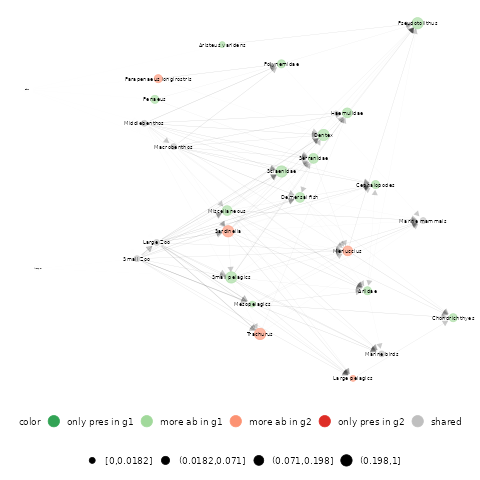 Pseudotolithus
Aristeus varidens
Polynemidae
Parapenaeus longirostris
Penaeus
Haemulidae
Middlebenthos
Dentex
Macrobenthos
Serranidae
Sciaenidae
Cephalopodes
Demersal fish
Miscellaneous
Marine mammals
Sardinella
Large Zoo
Merluccius
Small Zoo
Small pelagics
Ariidae
Mesopelagics
Chondrichthyes
Trachurus
Marine birds
Large pelagics
color only pres in g1 more ab in g1 more ab in g2 only pres in g2 shared
[0,0.0182] (0.0182,0.071] (0.071,0.198] (0.198,1]